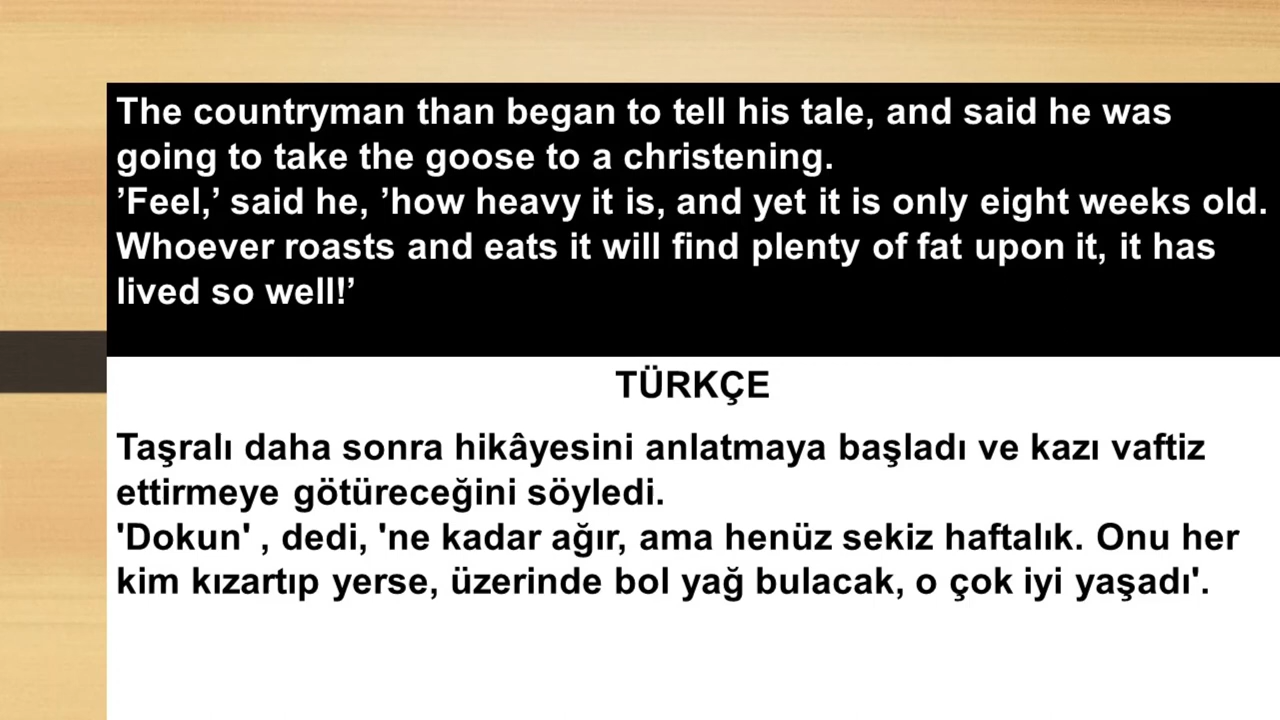 The countryman than began to tell his tale, and said he was
going to take the goose to a christening.
’Feel,’ said he, ’how heavy it is, and yet it is only eight weeks old.
Whoever roasts and eats it will find plenty of fat upon it, it has
lived so well!’
TÜRKÇE
Taşralı daha sonra hikâyesini anlatmaya başladı ve kazı vaftiz
ettirmeye götüreceğini söyledi.
'Dokun' , dedi, 'ne kadar ağır, ama henüz sekiz haftalık. Onu her
kim kızartıp yerse, üzerinde bol yağ bulacak, o çok iyi yaşadı'.